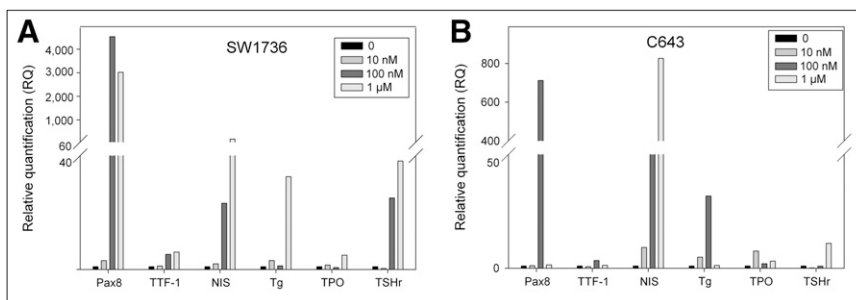 A
SW1736
Relative quantification (RQ)
4,000
3,000
2,000
1,000
60
40
0
10 nM
100 nM
1 µM
Pax8 TTF-1 NIS Tg TPO TSHr
B
C643
Relative quantification (RQ)
800
600
400
50
0
0
10 nM
100 nM
1 µM
Pax8 TTF-1 NIS Tg TPO TSHr